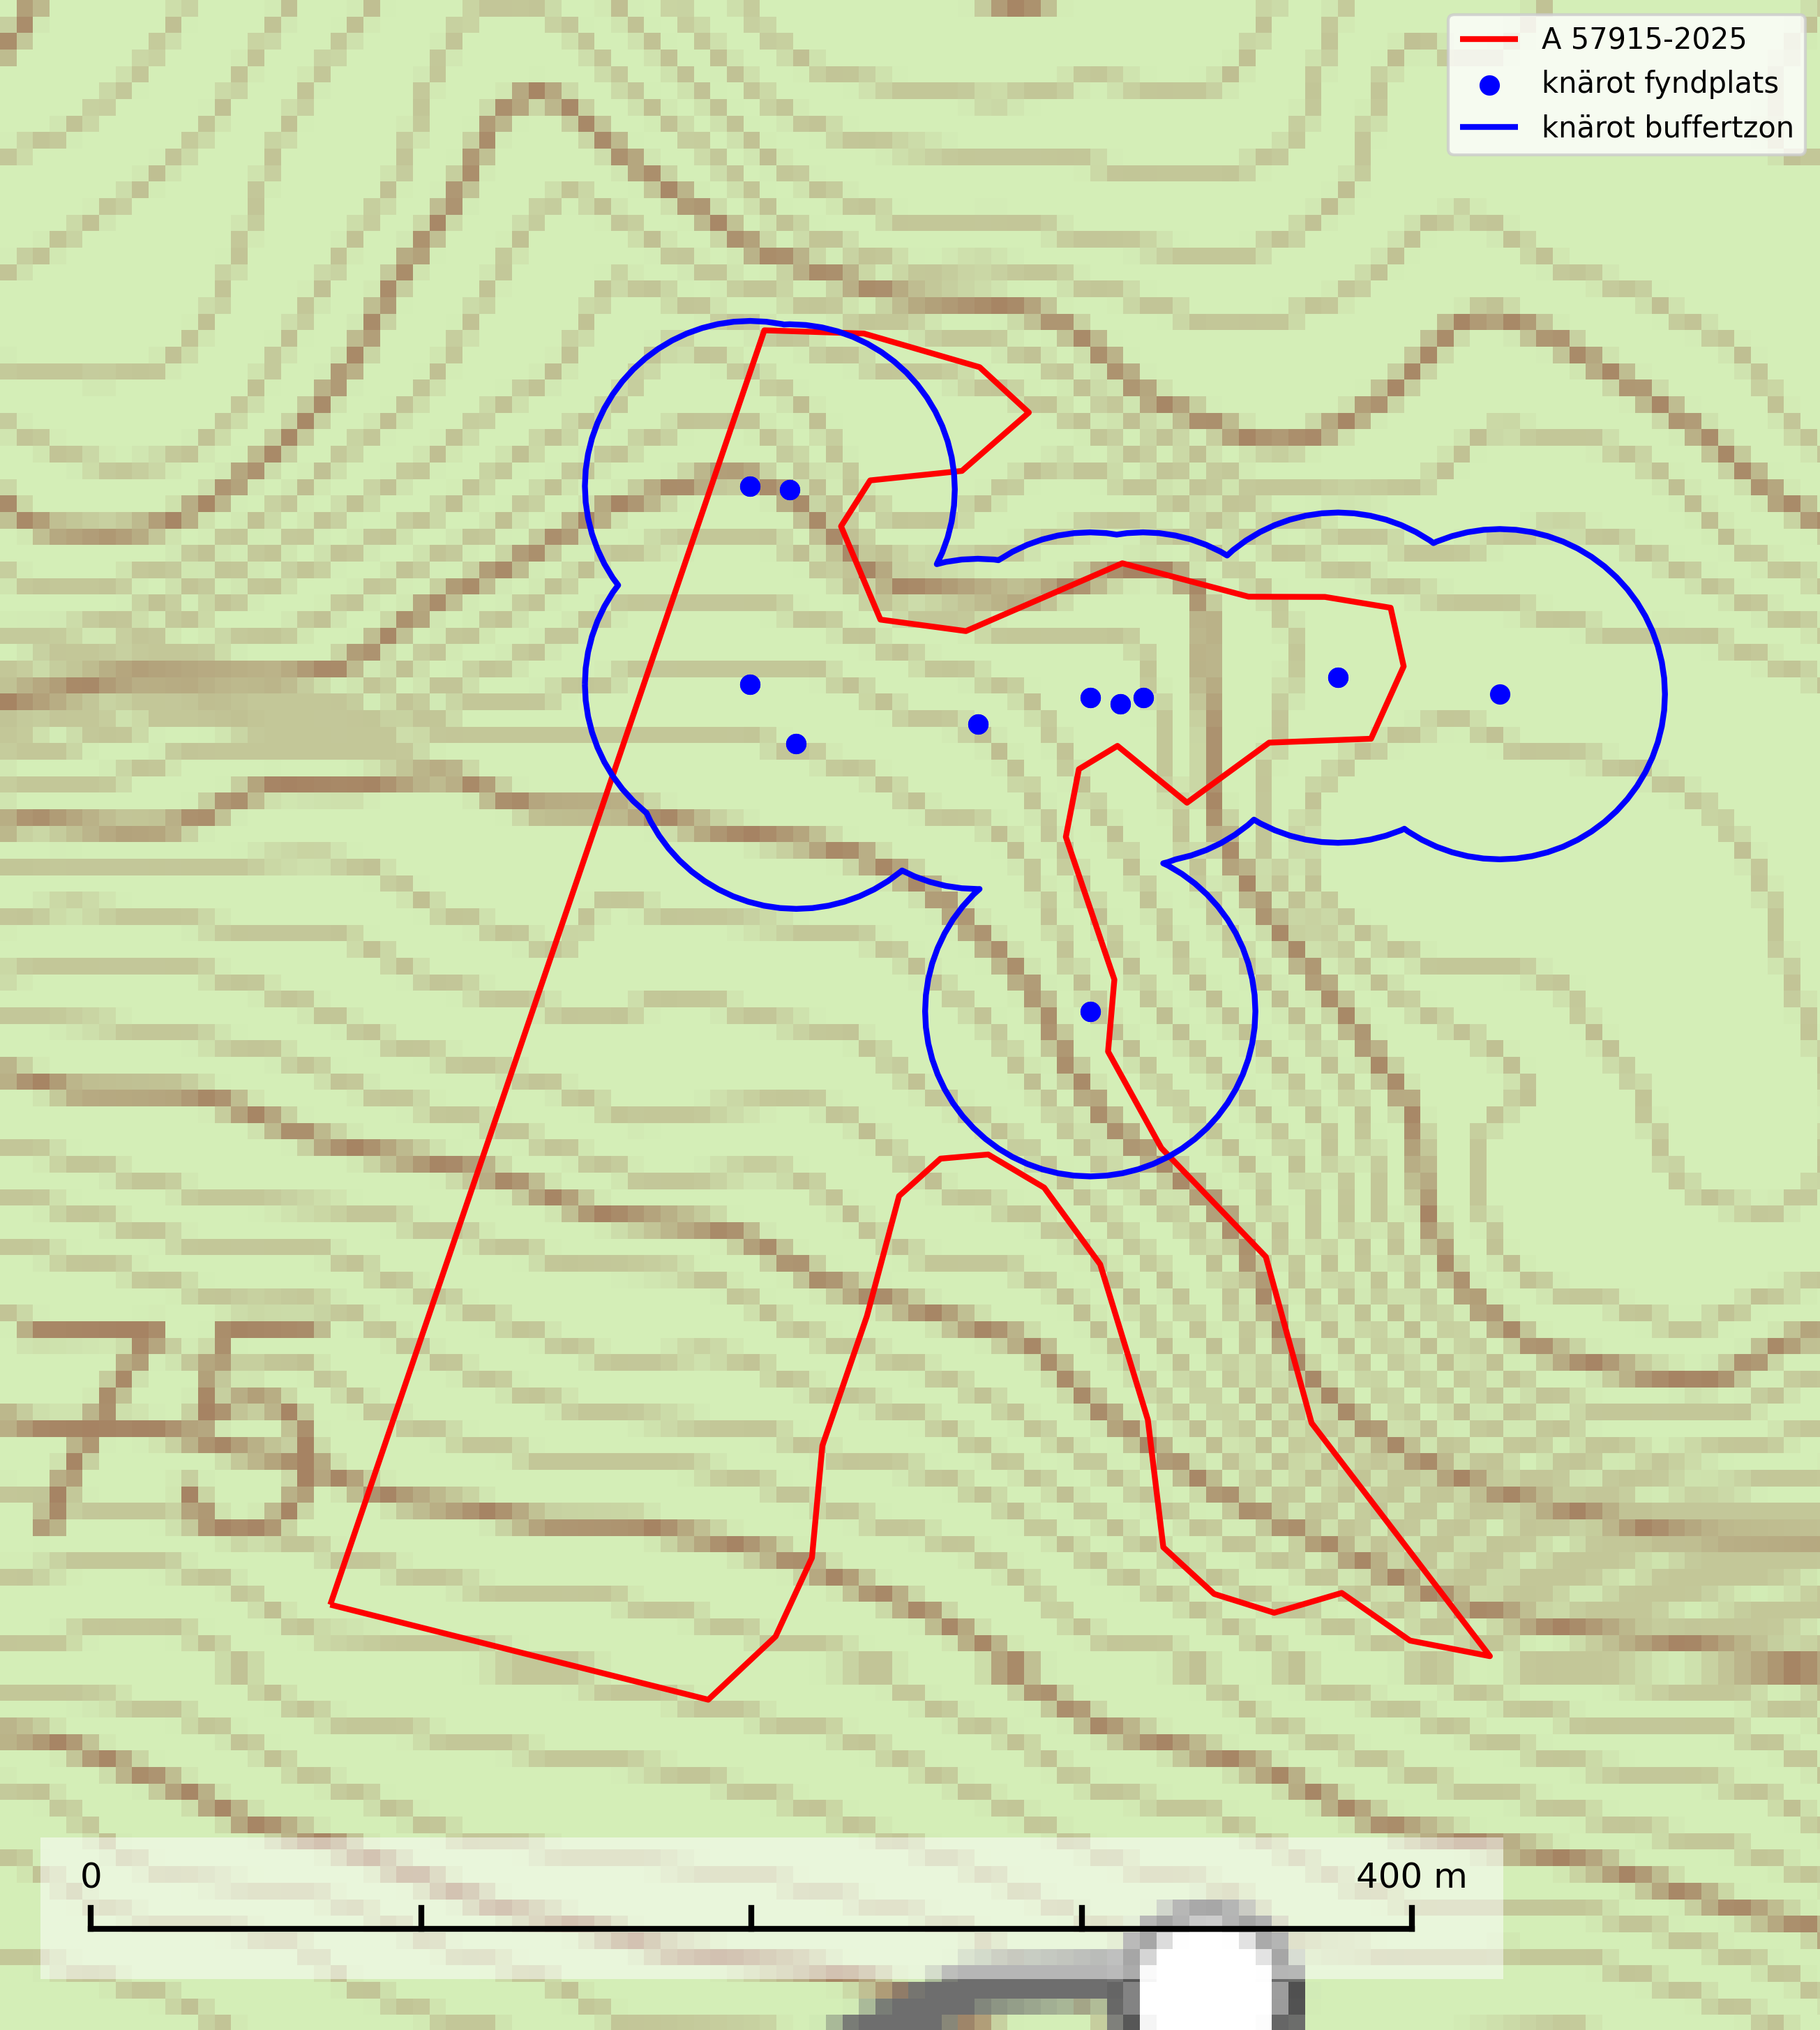 A 57915-2025
knärot fyndplats
knärot buffertzon
75
0
400 m